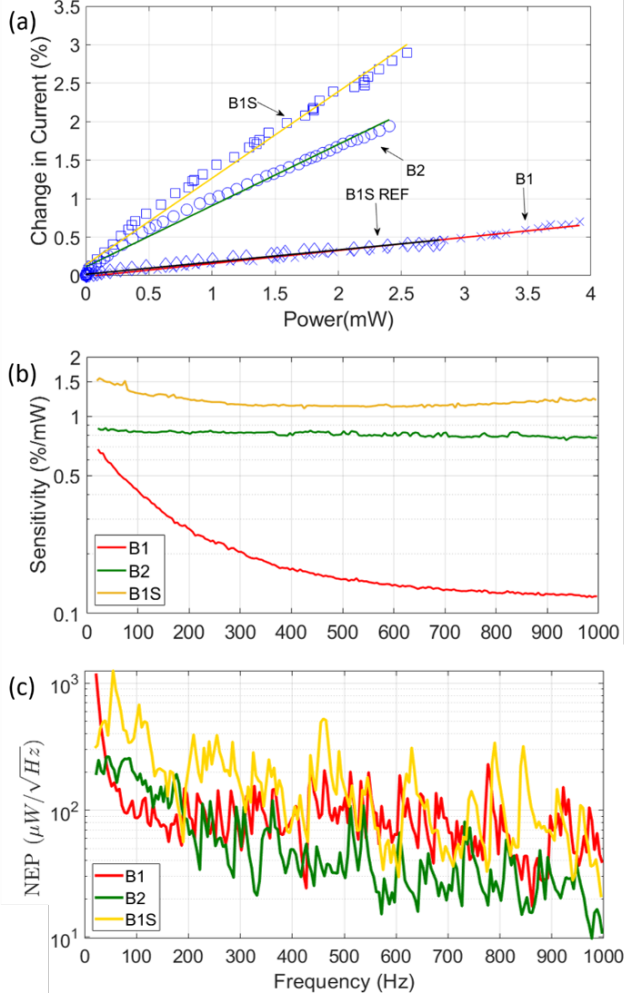 (a)
Change in Current (%)
3.5
3
2.5
2
1.5
1
0.5
0
B1S
B2
B1S REF
B1
0 0.5 1 1.5 2 2.5 3 3.5 4
Power(mW)
(b)
Sensitivity (%/mW)
2
1.5
1
0.5
0.1
B1
B2
B1S
0 100 200 300 400 500 600 700 800 900 1000
(c)
NEP (μW/√Hz)
10³
10²
10¹
B1
B2
B1S
0 100 200 300 400 500 600 700 800 900 1000
Frequency (Hz)